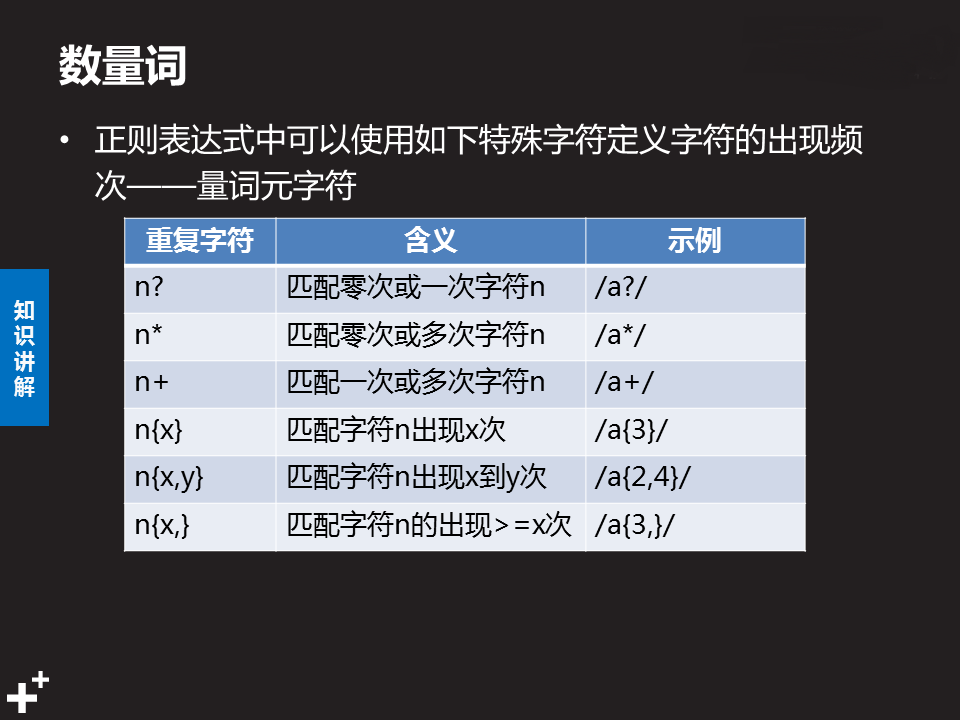 数量词
• 正则表达式中可以使用如下特殊字符定义字符的出现频
次——量词元字符
重复字符 含义 示例
n? 匹配零次或一次字符n /a?/
n* 匹配零次或多次字符n /a*/
n+ 匹配一次或多次字符n /a+/
n{x} 匹配字符n出现x次 /a{3}/
n{x,y} 匹配字符n出现x到y次 /a{2,4}/
n{x,} 匹配字符n的出现>=x次 /a{3,}/
知识讲解